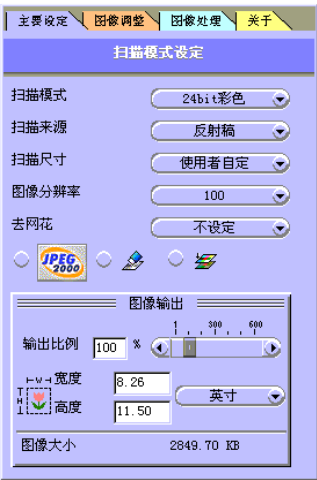 主要设定 图像调整 图像处理 关于
扫描模式设定
扫描模式 24bit彩色
扫描来源 反射稿
扫描尺寸 使用者自定
图像分辨率 100
去网花 不设定
JPEG 2000
图像输出
1 . . 300 . . 600
输出比例 100 %
W 宽度 8.26
H 高度 11.50
英寸
图像大小 2849.70 KB